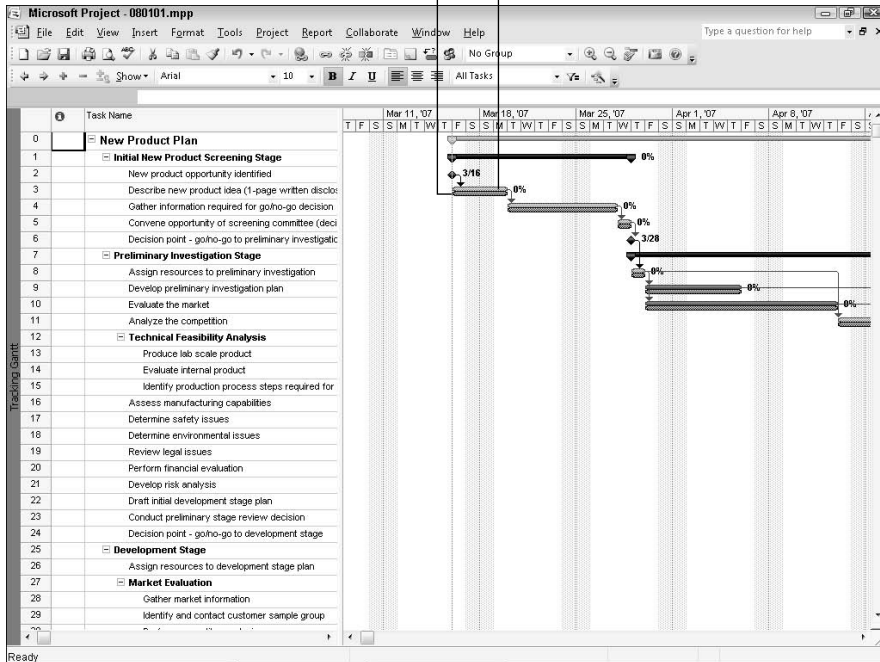 Microsoft Project - 080101.mpp
File Edit View Insert Format Tools Project Report Collaborate Window Help
Type a question for help
No Group
Show Arial 10 B I U All Tasks
Task Name
Mar 11, '07 Mar 18, '07 Mar 25, '07 Apr 1, '07 Apr 8, '07
T F S S M T W T F S S M T W T F S S M T W T F S S M T W T F S S M T W T F S
0 New Product Plan
1 Initial New Product Screening Stage 0%
2 New product opportunity identified 3/16
3 Describe new product idea (1-page written disclos 0%
4 Gather information required for go/no-go decision 0%
5 Convene opportunity of screening committee (deci 0%
6 Decision point - go/no-go to preliminary investigatic 3/28
7 Preliminary Investigation Stage
8 Assign resources to preliminary investigation 0%
9 Develop preliminary investigation plan 0%
10 Evaluate the market 0%
11 Analyze the competition
12 Technical Feasibility Analysis
13 Produce lab scale product
14 Evaluate internal product
15 Identify production process steps required for
16 Assess manufacturing capabilities
17 Determine safety issues
18 Determine environmental issues
19 Review legal issues
20 Perform financial evaluation
21 Develop risk analysis
22 Draft initial development stage plan
23 Conduct preliminary stage review decision
24 Decision point - go/no-go to development stage
25 Development Stage
26 Assign resources to development stage plan
27 Market Evaluation
28 Gather market information
29 Identify and contact customer sample group
Tracking Gantt
Ready